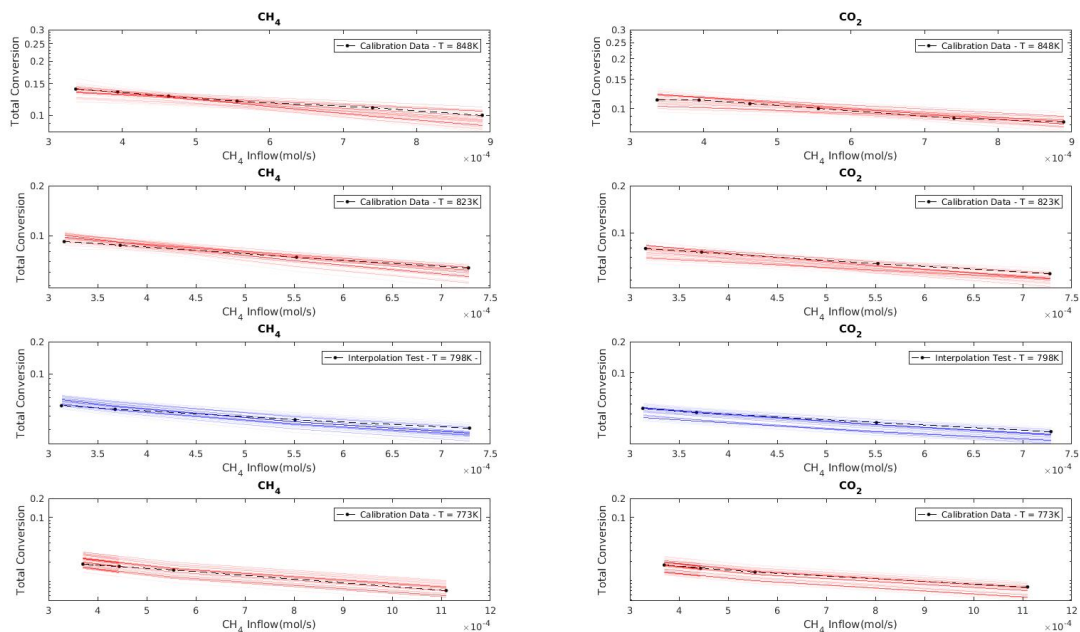 CH4
CO2
0.3
0.25
0.15
0.1
Total Conversion
Calibration Data - T = 848K
3 4 5 6 7 8 9
×10-4
CH4 Inflow(mol/s)
0.3
0.25
0.15
0.1
Total Conversion
Calibration Data - T = 848K
3 4 5 6 7 8 9
×10-4
CH4 Inflow(mol/s)
CH4
CO2
0.2
0.1
Total Conversion
Calibration Data - T = 823K
3 3.5 4 4.5 5 5.5 6 6.5 7 7.5
×10-4
CH4 Inflow(mol/s)
0.2
0.1
Total Conversion
Calibration Data - T = 823K
3 3.5 4 4.5 5 5.5 6 6.5 7 7.5
×10-4
CH4 Inflow(mol/s)
CH4
CO2
0.2
0.1
Total Conversion
Interpolation Test - T = 798K -
3 3.5 4 4.5 5 5.5 6 6.5 7 7.5
×10-4
CH4 Inflow(mol/s)
0.2
0.1
Total Conversion
Interpolation Test - T = 798K
3 3.5 4 4.5 5 5.5 6 6.5 7 7.5
×10-4
CH4 Inflow(mol/s)
CH4
CO2
0.2
0.1
Total Conversion
Calibration Data - T = 773K
3 4 5 6 7 8 9 10 11 12
×10-4
CH4 Inflow(mol/s)
0.2
0.1
Total Conversion
Calibration Data - T = 773K
3 4 5 6 7 8 9 10 11 12
×10-4
CH4 Inflow(mol/s)